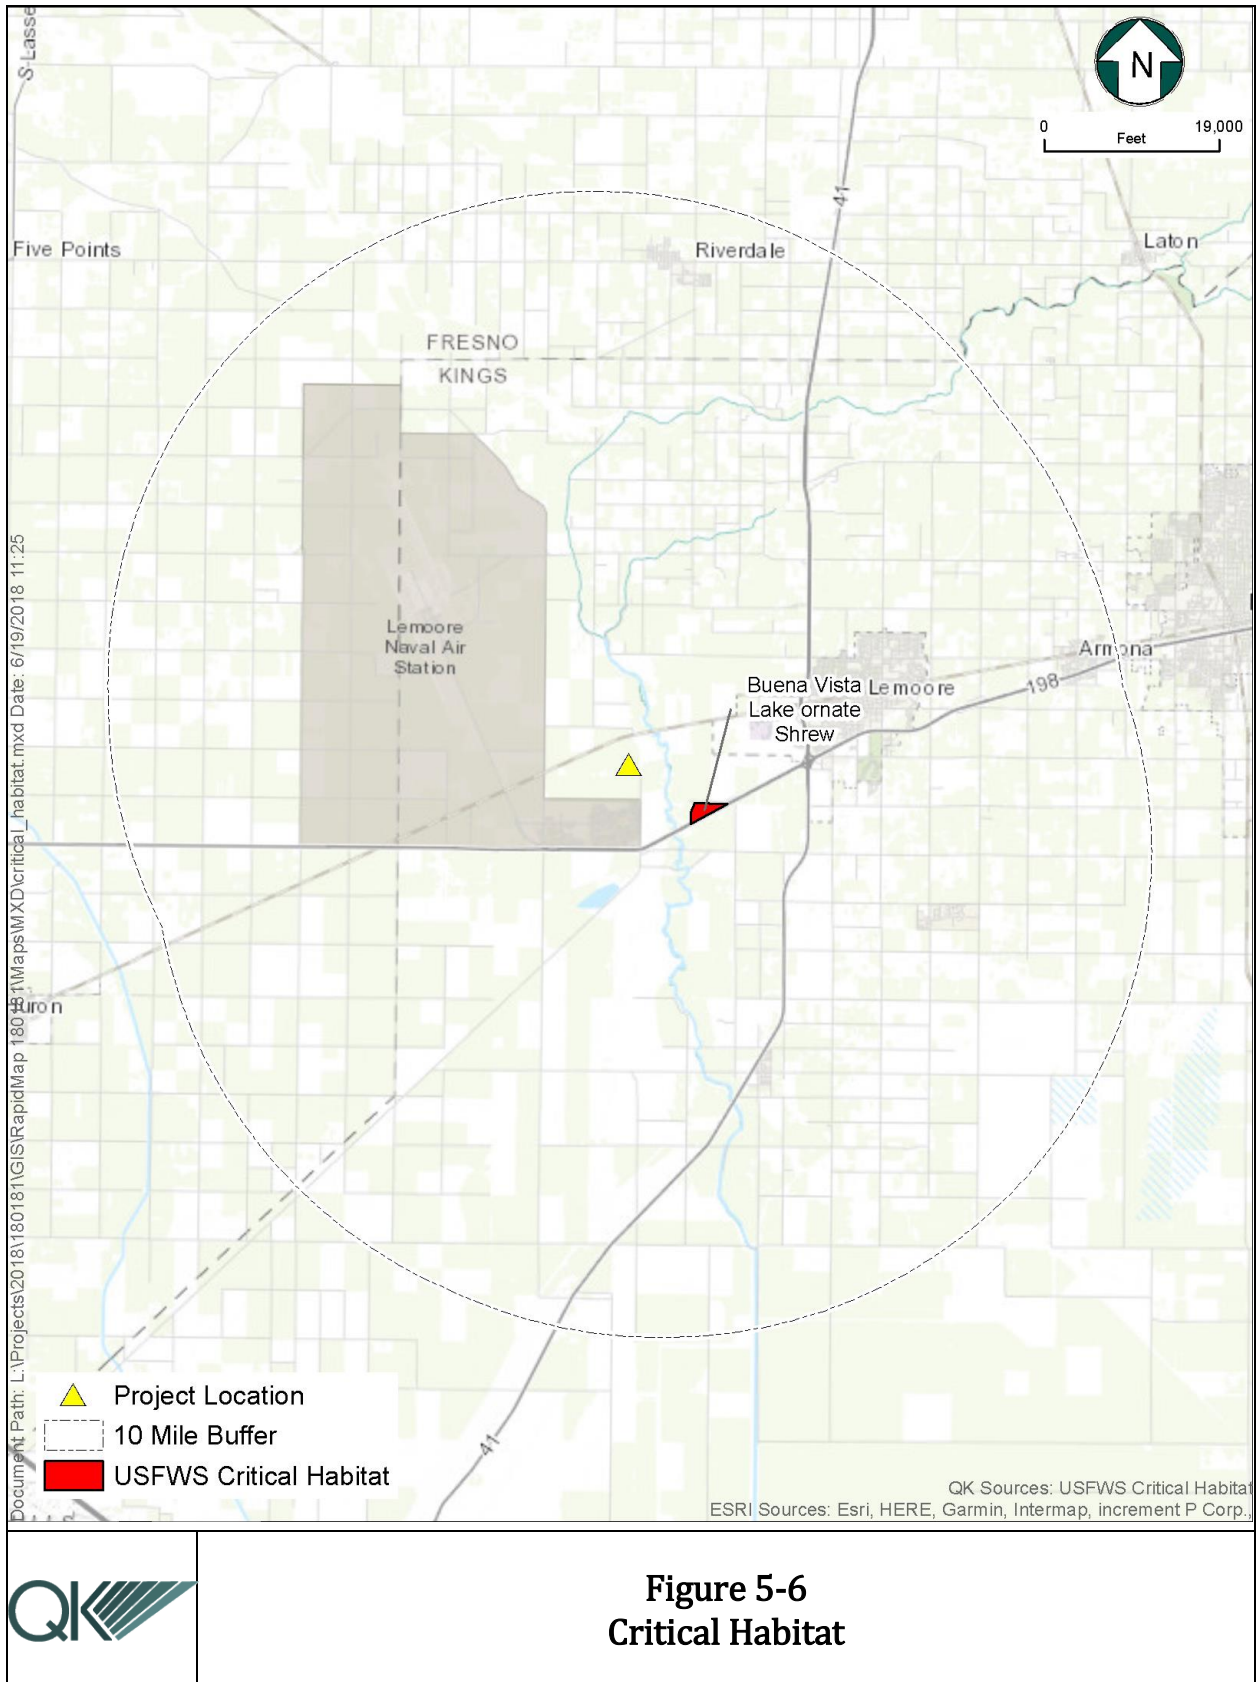 S-Lasse
N
0
19,000
Feet
41
Five Points
Riverdale
Laton
FRESNO
KINGS
Lemoore
Naval Air
Station
Armona
198
Buena Vista
Lake ornate
Shrew
Lemoore
uron
41
Document Path: L:\Projects\2018\180181\GIS\RapidMap 180181\Maps\MXD\critical_habitat.mxd Date: 6/19/2018 11:25
Project Location
10 Mile Buffer
USFWS Critical Habitat
QK Sources: USFWS Critical Habitat
ESRI Sources: Esri, HERE, Garmin, Intermap, increment P Corp.,
QK
Figure 5-6
Critical Habitat